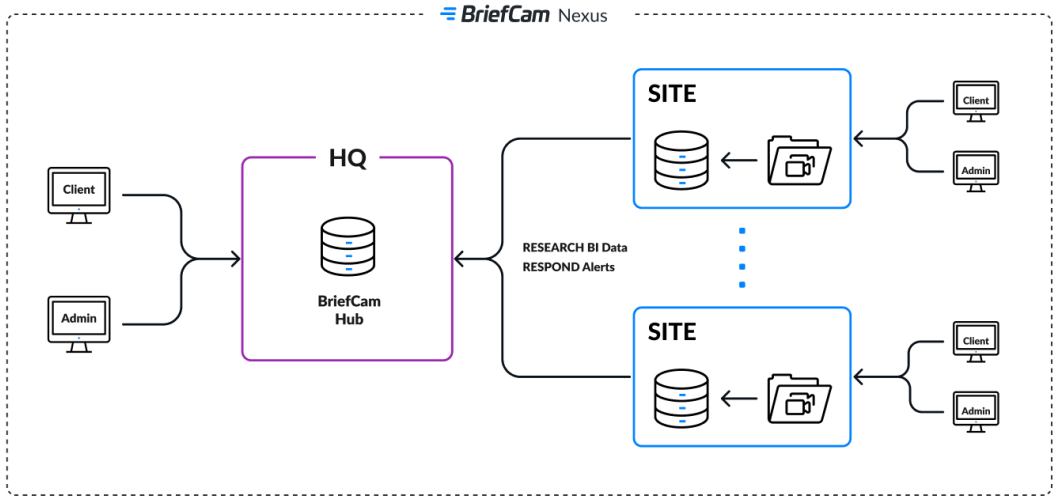 BriefCam Nexus
Client
Admin
HQ
BriefCam
Hub
RESEARCH BI Data
RESPOND Alerts
SITE
Client
Admin
SITE
Client
Admin